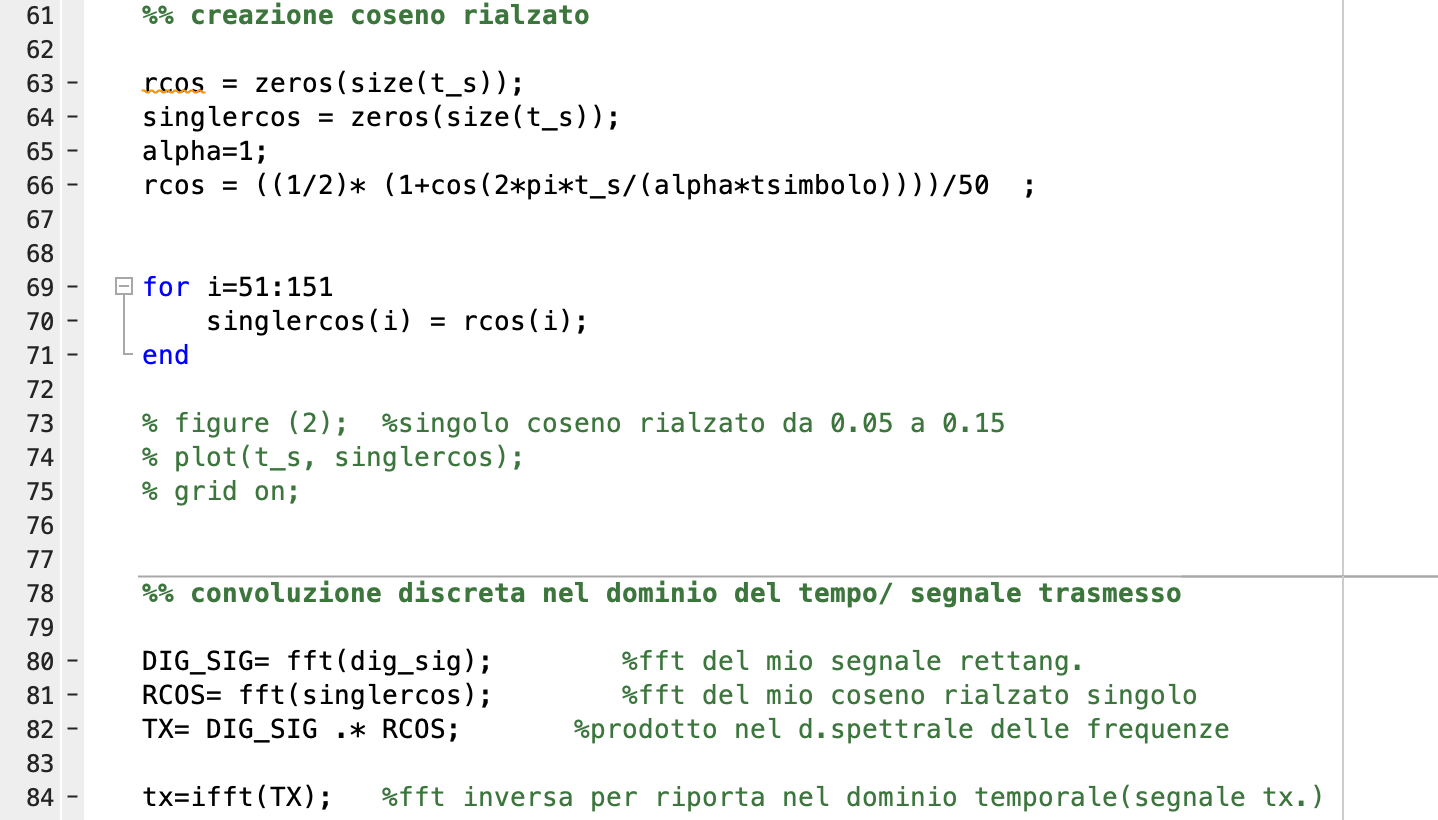 61 %% creazione coseno rialzato
62
63 - rcos = zeros(size(t_s));
64 - singlercos = zeros(size(t_s));
65 - alpha=1;
66 - rcos = ((1/2)* (1+cos(2*pi*t_s/(alpha*tsimbolo))))/50  ;
67
68
69 - for i=51:151
70 -     singlercos(i) = rcos(i);
71 - end
72
73 % figure (2);  %singolo coseno rialzato da 0.05 a 0.15
74 % plot(t_s, singlercos);
75 % grid on;
76
77
78 %% convoluzione discreta nel dominio del tempo/ segnale trasmesso
79
80 - DIG_SIG= fft(dig_sig);        %fft del mio segnale rettang.
81 - RCOS= fft(singlercos);        %fft del mio coseno rialzato singolo
82 - TX= DIG_SIG .* RCOS;       %prodotto nel d.spettrale delle frequenze
83
84 - tx=ifft(TX);   %fft inversa per riporta nel dominio temporale(segnale tx.)